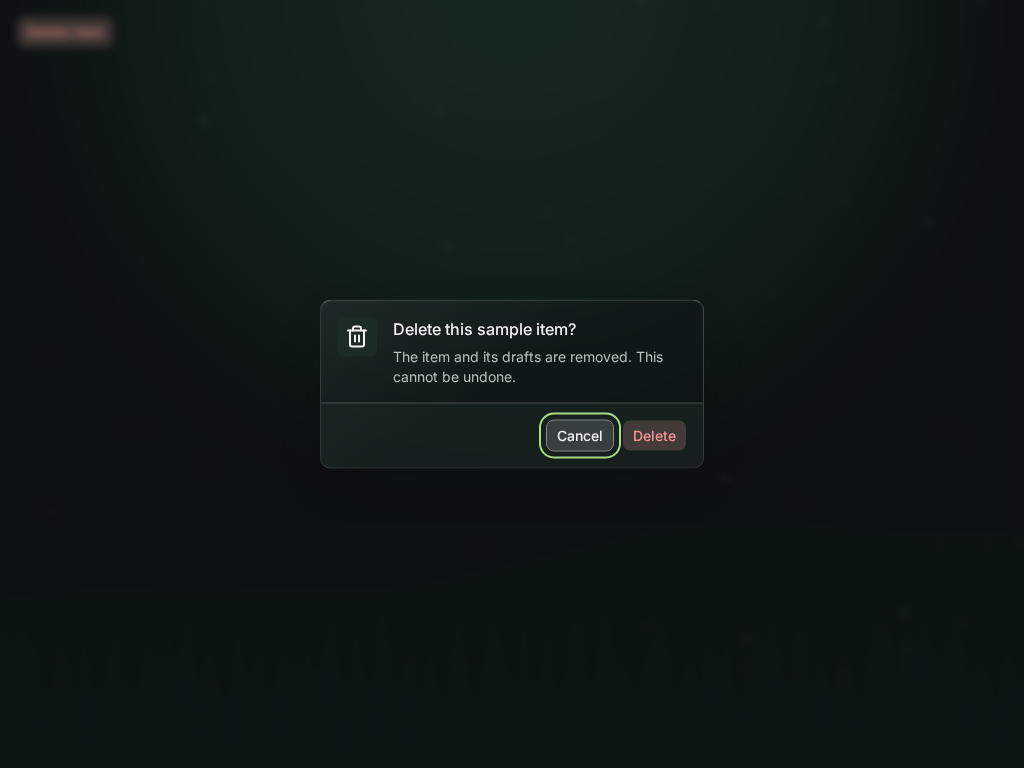 Delete this sample item?
The item and its drafts are removed. This
cannot be undone.
Cancel
Delete